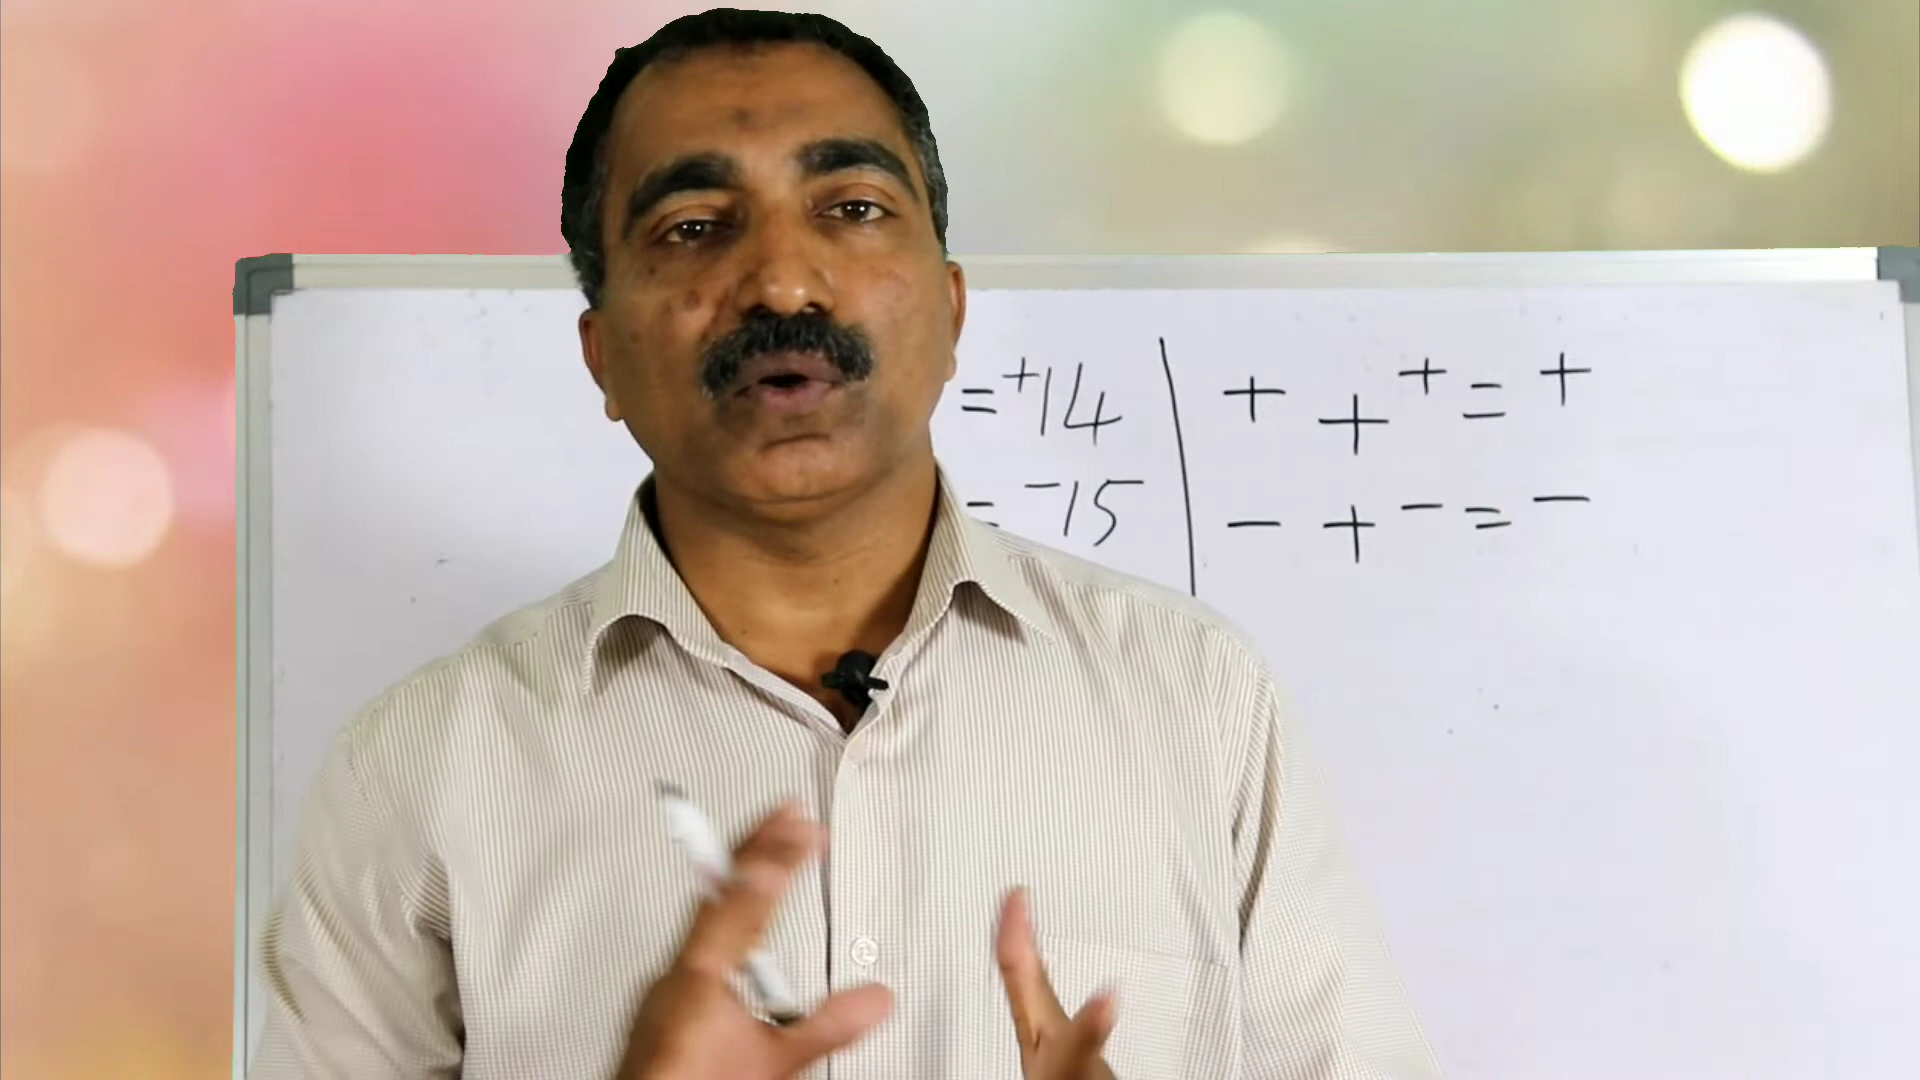 = +14 | + + + = +
= -15 | - + - = -